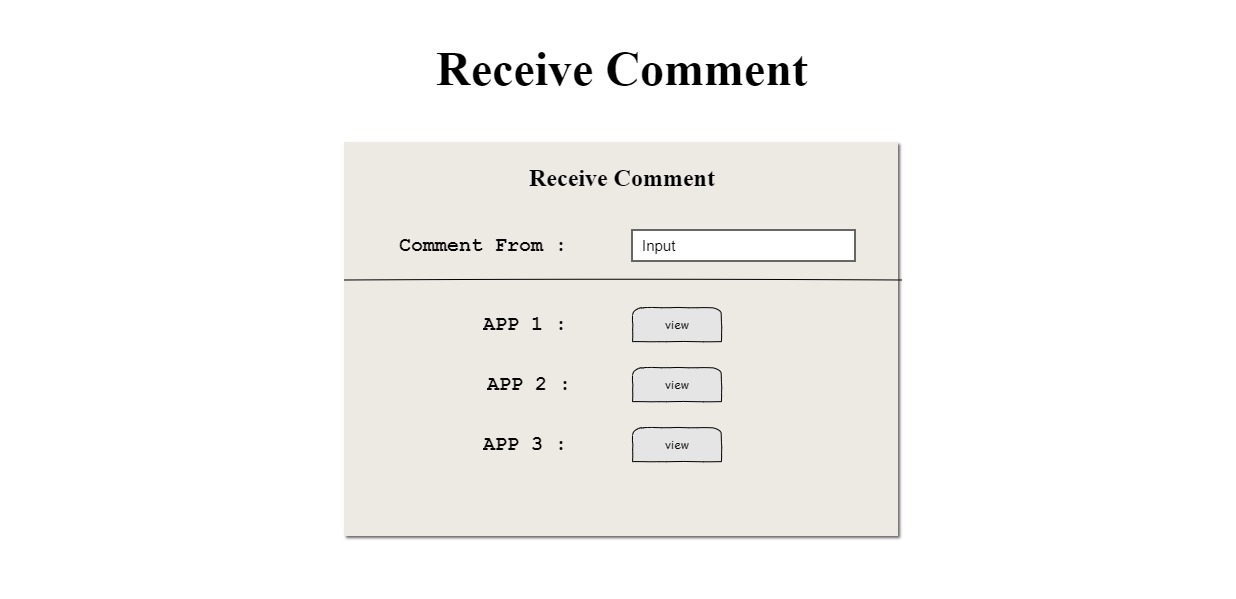 Receive Comment
Receive Comment
Comment From : Input
APP 1 : view
APP 2 : view
APP 3 : view